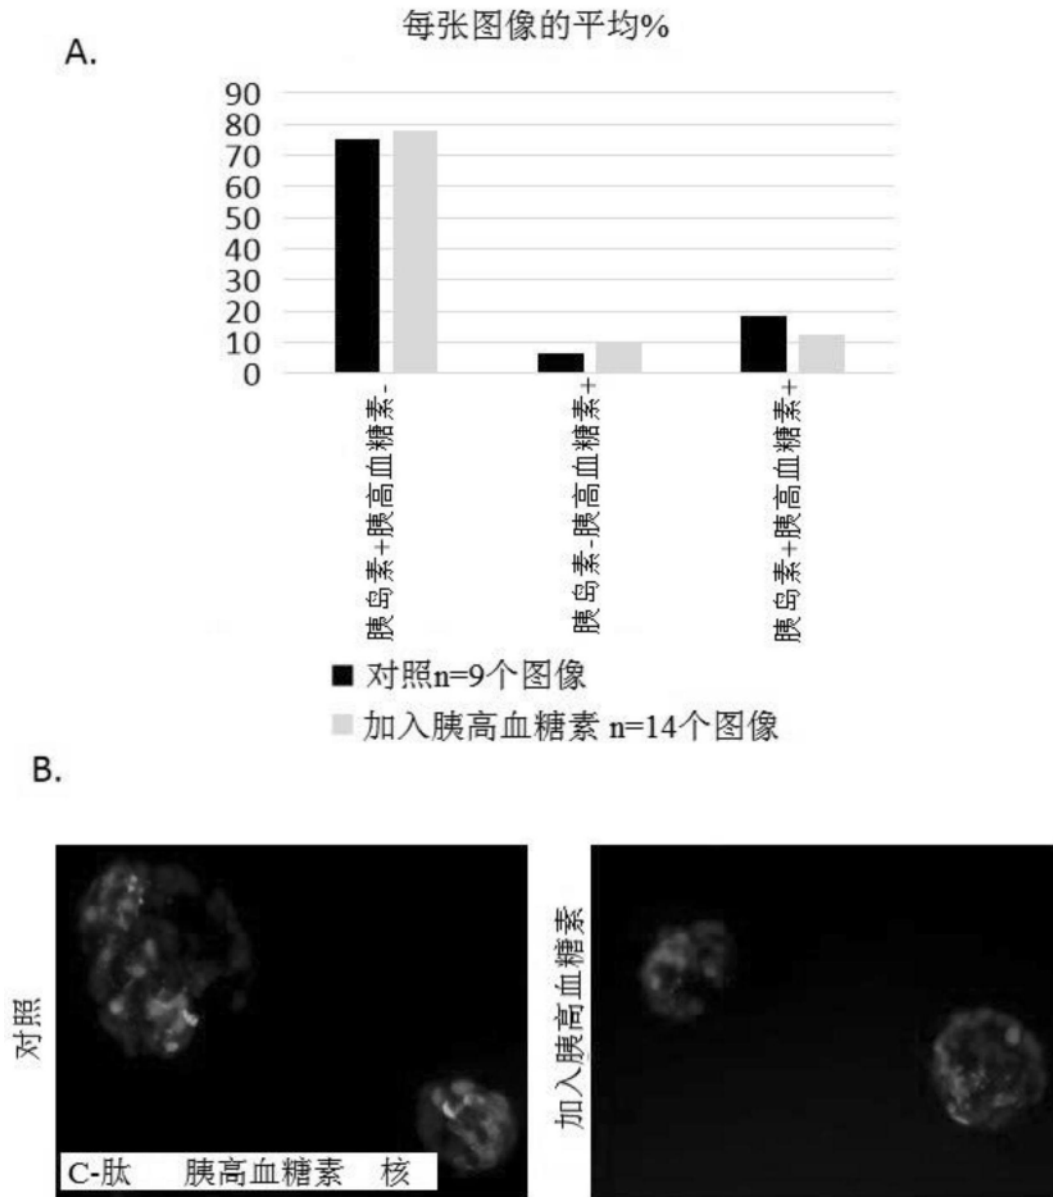 每张图像的平均%
A.
90
80
70
60
50
40
30
20
10
0
胰岛素+胰高血糖素-
胰岛素-胰高血糖素+
胰岛素+胰高血糖素+
对照n=9个图像
加入胰高血糖素 n=14个图像
B.
对照
加入胰高血糖素
C-肽 胰高血糖素 核